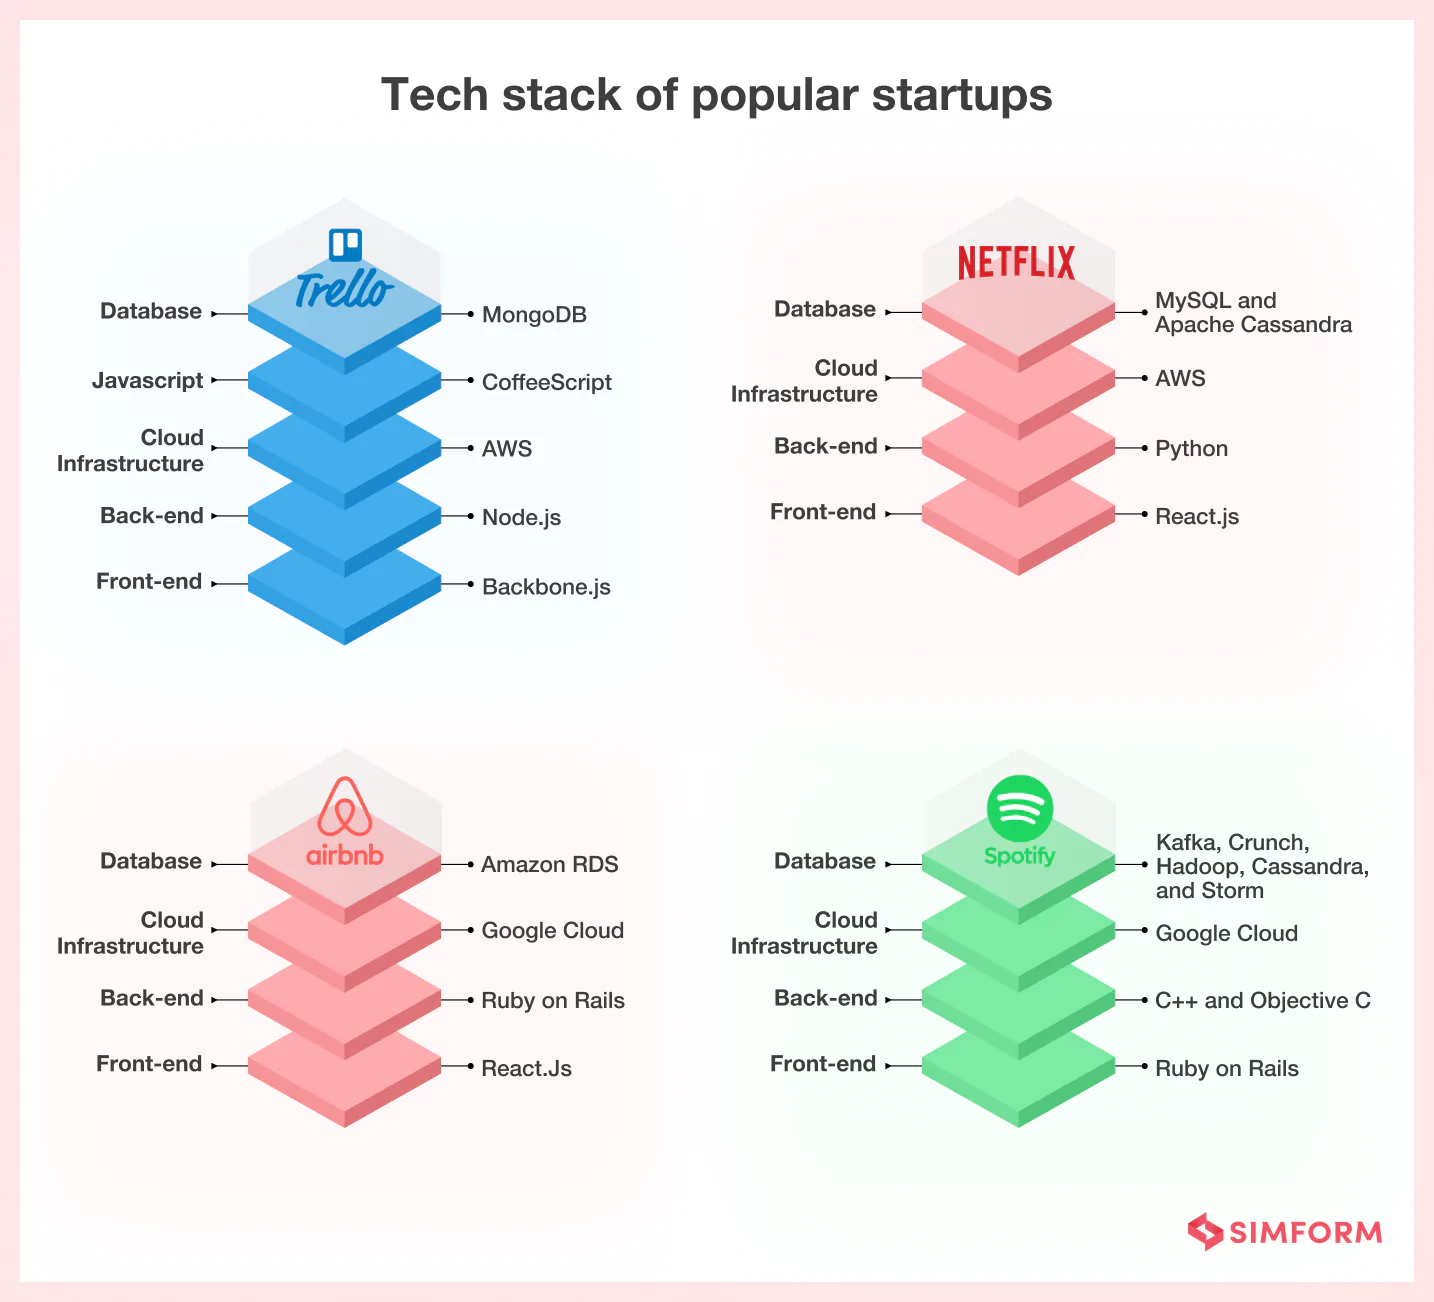 Tech stack of popular startups
Trello
Database
MongoDB
Javascript
CoffeeScript
Cloud
Infrastructure
AWS
Back-end
Node.js
Front-end
Backbone.js
NETFLIX
Database
MySQL and
Apache Cassandra
Cloud
Infrastructure
AWS
Back-end
Python
Front-end
React.js
airbnb
Database
Amazon RDS
Cloud
Infrastructure
Google Cloud
Back-end
Ruby on Rails
Front-end
React.Js
Spotify
Database
Kafka, Crunch,
Hadoop, Cassandra,
and Storm
Cloud
Infrastructure
Google Cloud
Back-end
C++ and Objective C
Front-end
Ruby on Rails
SIMFORM